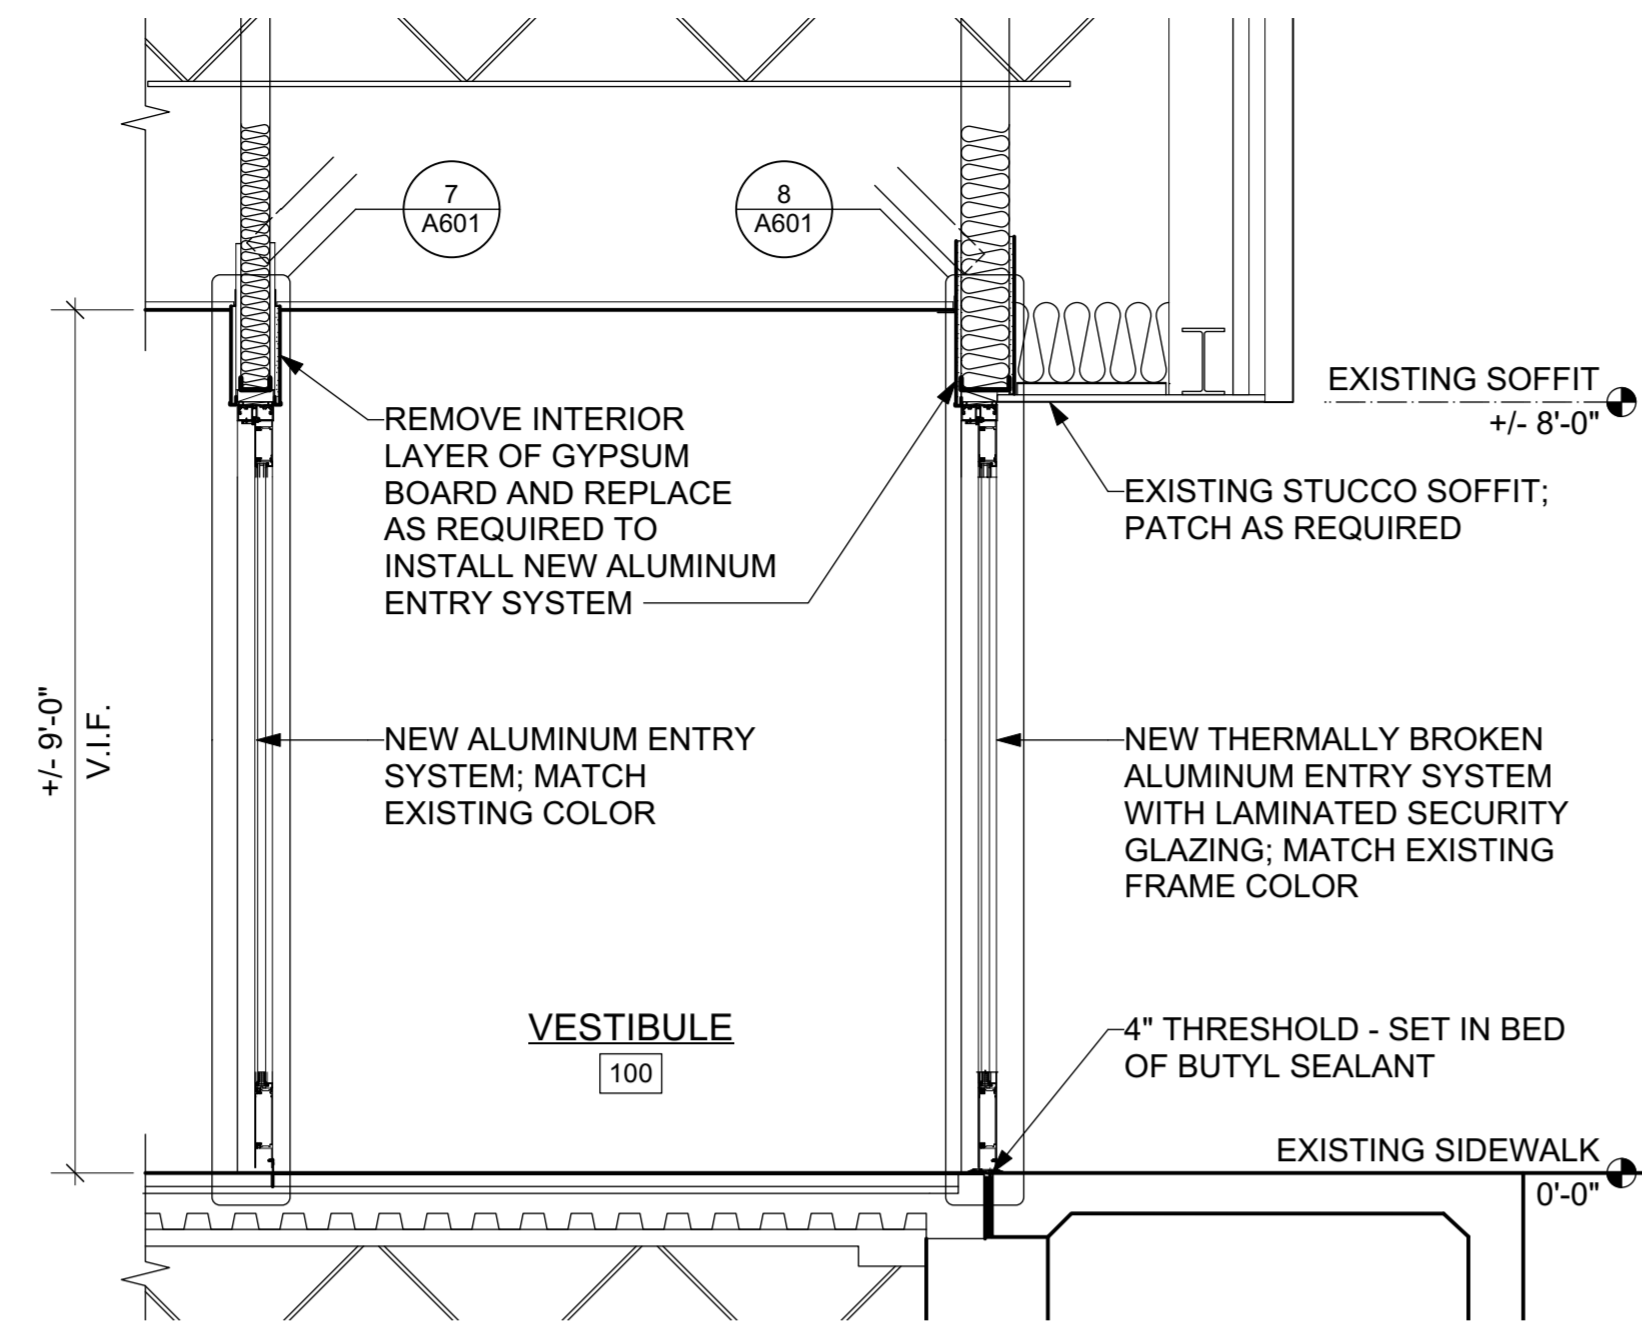 7
A601
8
A601
EXISTING SOFFIT
+/- 8'-0"
REMOVE INTERIOR
LAYER OF GYPSUM
BOARD AND REPLACE
AS REQUIRED TO
INSTALL NEW ALUMINUM
ENTRY SYSTEM
EXISTING STUCCO SOFFIT;
PATCH AS REQUIRED
+/- 9'-0"
V.I.F.
NEW ALUMINUM ENTRY
SYSTEM; MATCH
EXISTING COLOR
NEW THERMALLY BROKEN
ALUMINUM ENTRY SYSTEM
WITH LAMINATED SECURITY
GLAZING; MATCH EXISTING
FRAME COLOR
VESTIBULE
100
4" THRESHOLD - SET IN BED
OF BUTYL SEALANT
EXISTING SIDEWALK
0'-0"